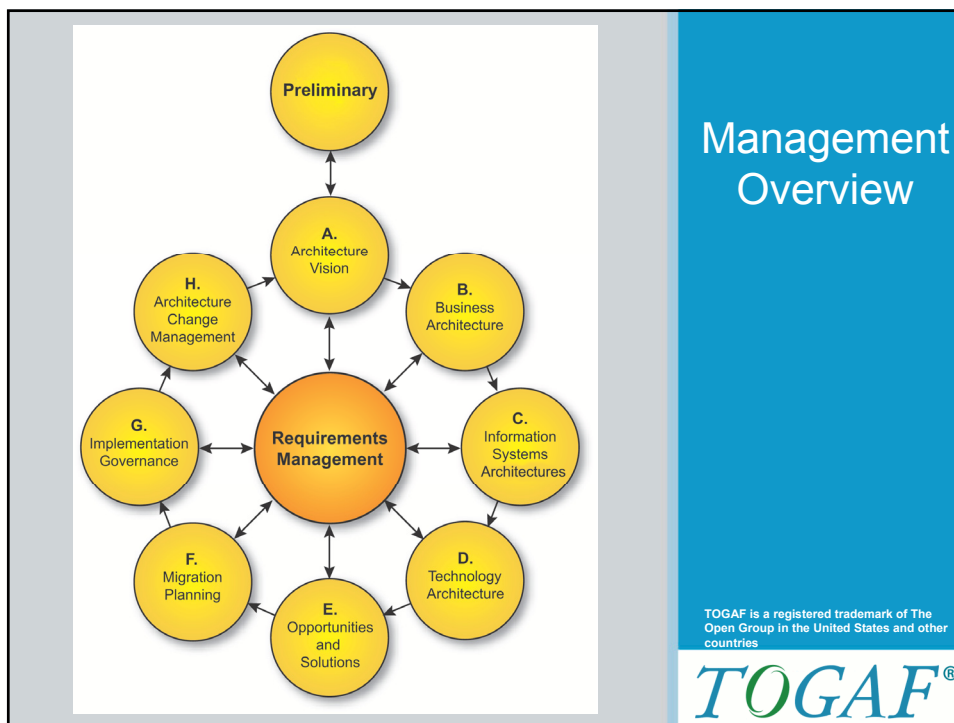 Preliminary
A.
Architecture
Vision
B.
Business
Architecture
C.
Information
Systems
Architectures
D.
Technology
Architecture
E.
Opportunities
and
Solutions
F.
Migration
Planning
G.
Implementation
Governance
H.
Architecture
Change
Management
Requirements
Management
Management
Overview
TOGAF is a registered trademark of The
Open Group in the United States and other
countries
TOGAF®